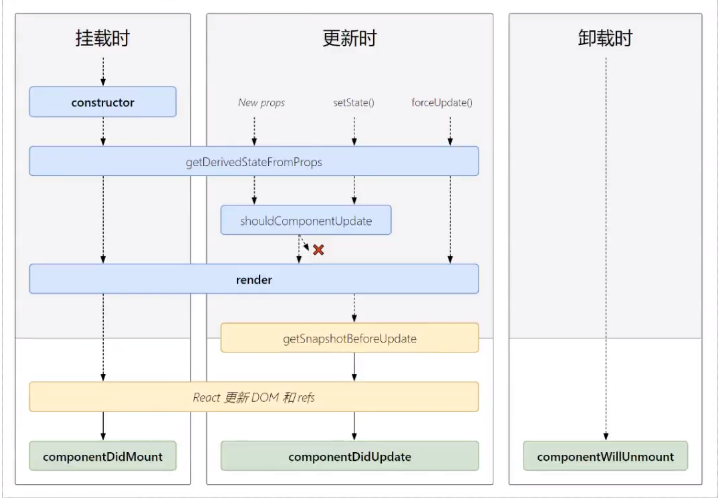 挂载时
更新时
卸载时
constructor
New props
setState()
forceUpdate()
getDerivedStateFromProps
shouldComponentUpdate
render
getSnapshotBeforeUpdate
React 更新 DOM 和 refs
componentDidMount
componentDidUpdate
componentWillUnmount